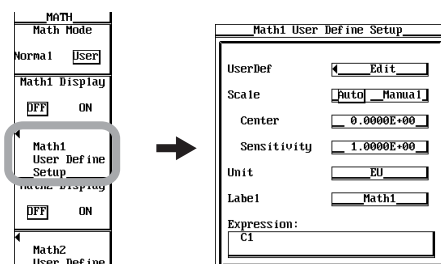 MATH
Math Mode
Normal User
Math1 Display
OFF ON
Math1
User Define
Setup
Math2 Display
OFF ON
Math2
User Define
Math1 User Define Setup
UserDef Edit
Scale Auto Manual
Center 0.0000E+00
Sensitivity 1.0000E+00
Unit EU
Label Math1
Expression:
C1